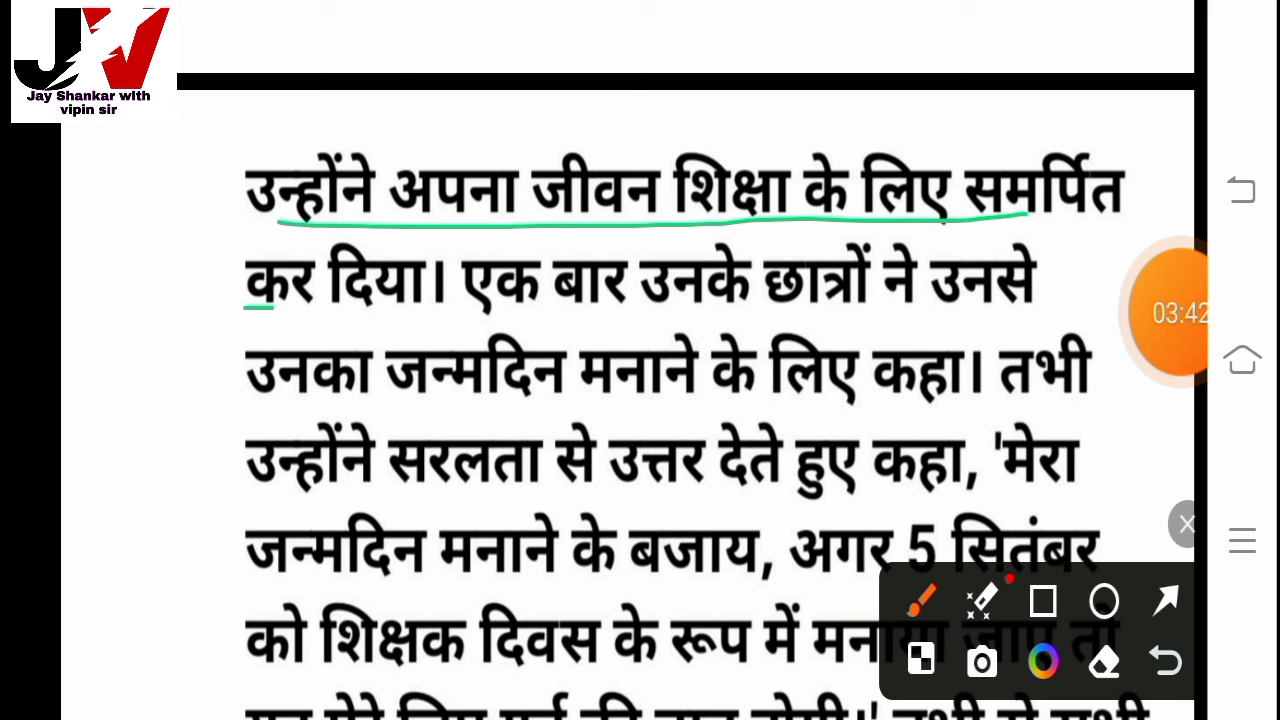 Jay Shankar with
vipin sir
उन्होंने अपना जीवन शिक्षा के लिए समर्पित
कर दिया। एक बार उनके छात्रों ने उनसे
उनका जन्मदिन मनाने के लिए कहा। तभी
उन्होंने सरलता से उत्तर देते हुए कहा, 'मेरा
जन्मदिन मनाने के बजाय, अगर 5 सितंबर
को शिक्षक दिवस के रूप में मनाया जाए तो
03:42